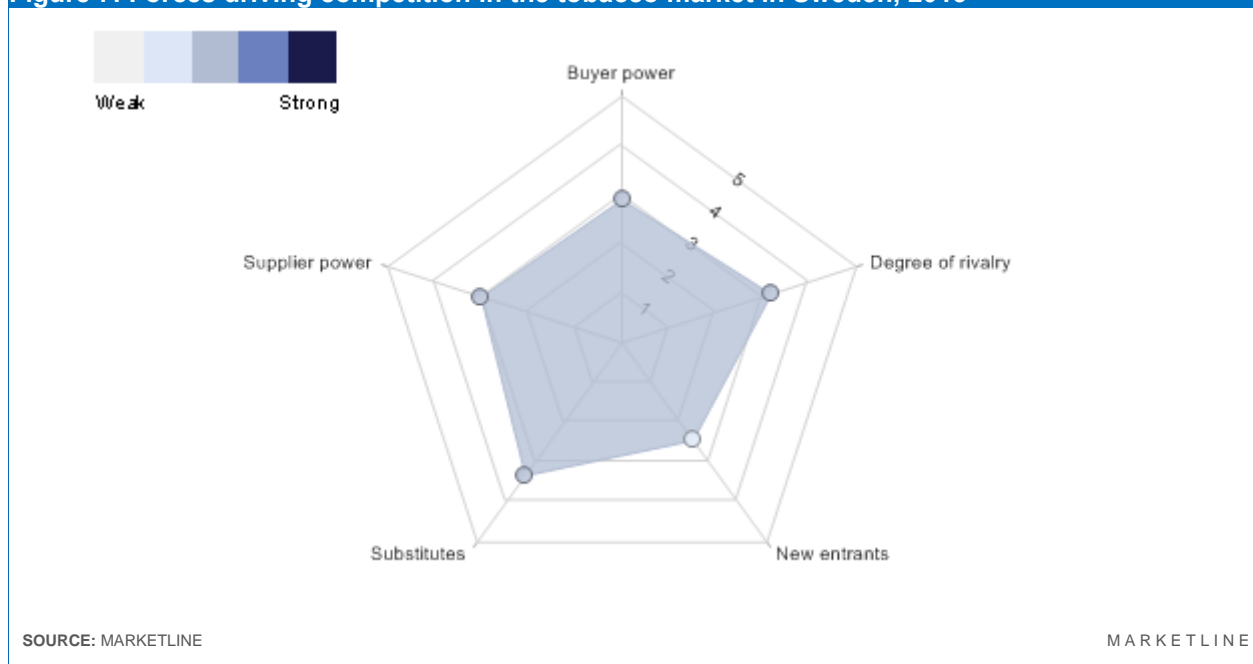 Weak
Strong
Buyer power
5
4
3
2
1
Supplier power
Degree of rivalry
Substitutes
New entrants
SOURCE: MARKETLINE
MARKETLINE